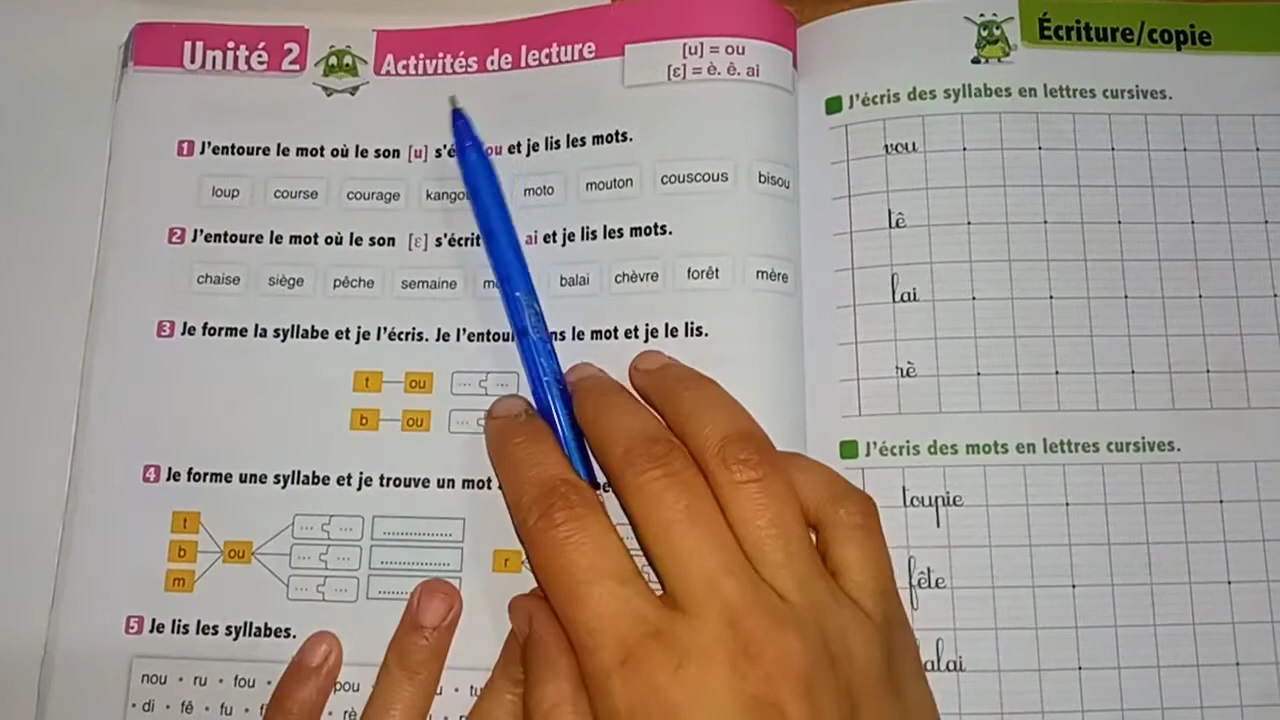 Unité 2
Activités de lecture
[u] = ou
[ɛ] = è. ê. ai
1 J'entoure le mot où le son [u] ou et je lis les mots.
loup course courage moto mouton couscous bisou
2 J'entoure le mot où le son [ɛ] s'écrit ai et je lis les mots.
chaise siège pêche semaine balai chèvre forêt mère
3 Je forme la syllabe et je l'écris. Je le mot et je le lis.
t ou ... ...
b ou ...
4 Je forme une syllabe et je trouve un mot
t ... ... ................
b ou ... ... ................ r
m ... ...
5 Je lis les syllabes.
nou • ru • fou • pou
• di • fê • fu • rè
Écriture/copie
J'écris des syllabes en lettres cursives.
vou
tê
lai
rè
J'écris des mots en lettres cursives.
toupie
fête